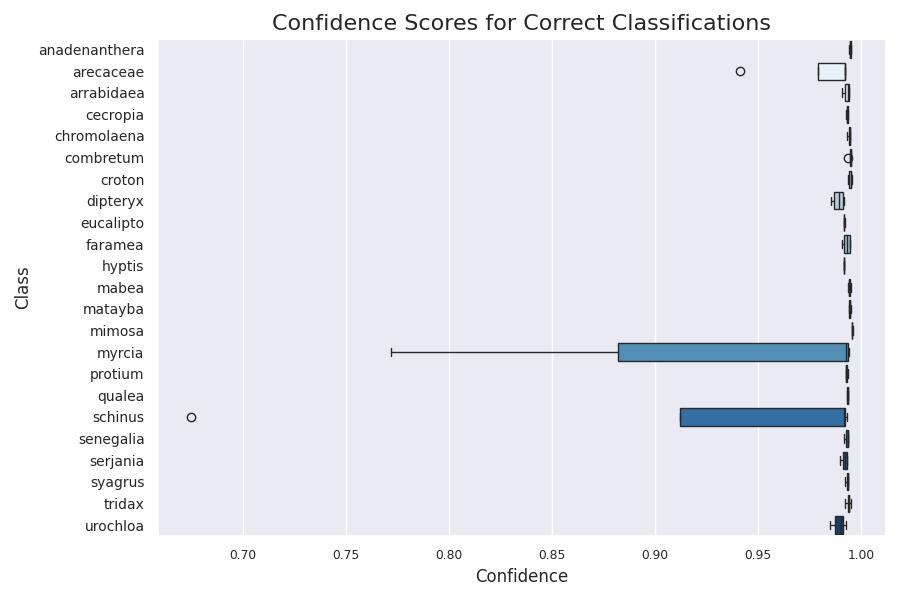 Confidence Scores for Correct Classifications
anadenanthera
arecaceae
arrabidaea
cecropia
chromolaena
combretum
croton
dipteryx
eucalipto
faramea
hyptis
mabea
matayba
mimosa
myrcia
protium
qualea
schinus
senegalia
serjania
syagrus
tridax
urochloa
Class
0.70 0.75 0.80 0.85 0.90 0.95 1.00
Confidence